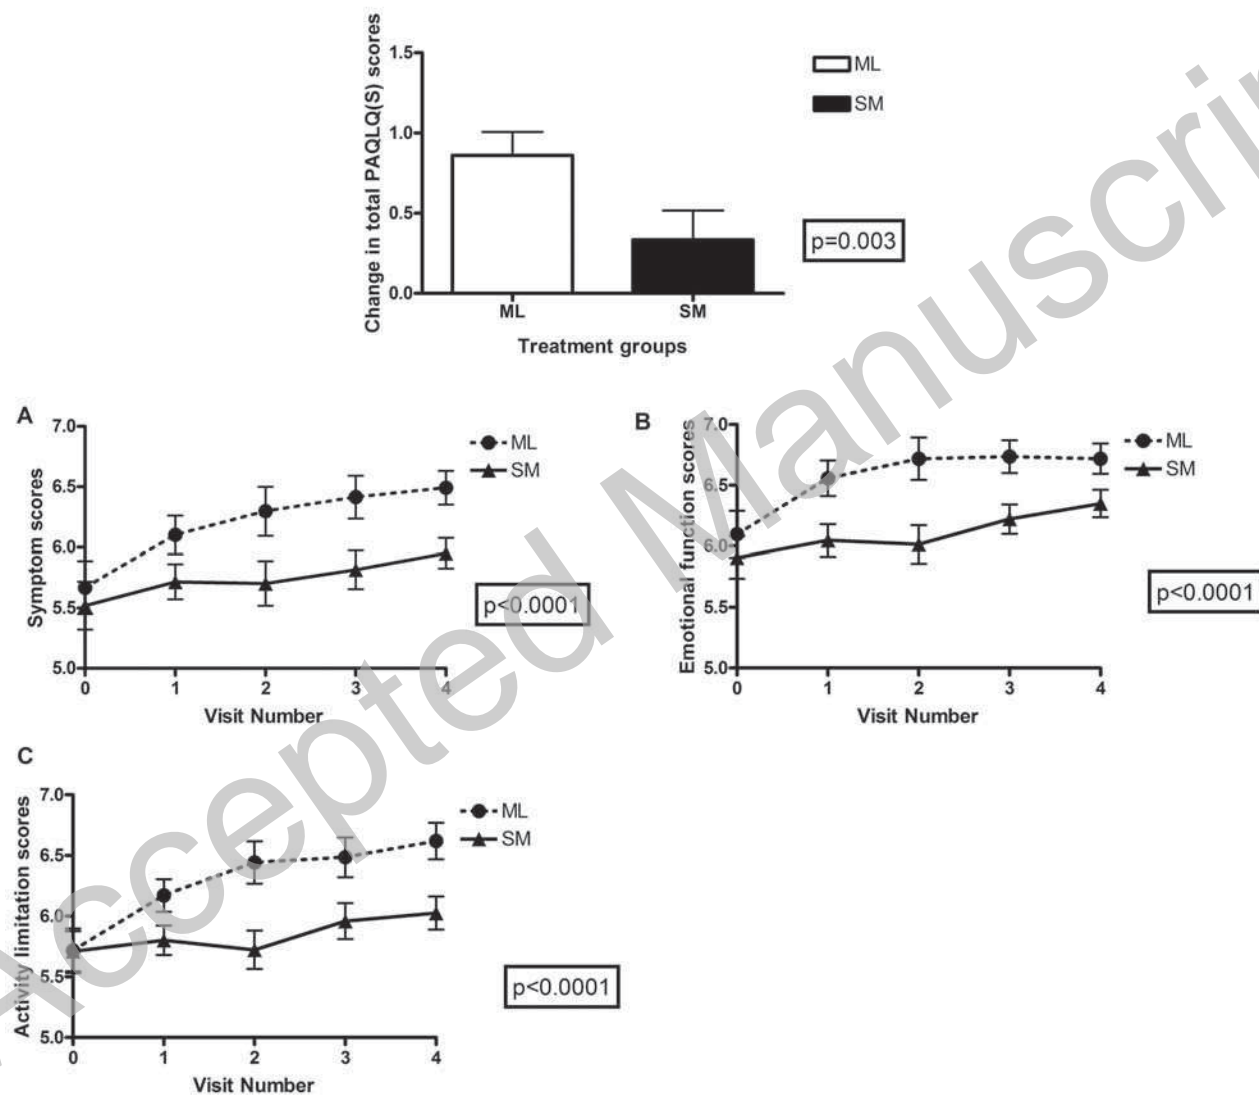 Change in total PAQLQ(S) scores
1.5
1.0
0.5
0.0
ML
SM
Treatment groups
ML
SM
p=0.003
A
Symptom scores
7.0
6.5
6.0
5.5
5.0
0 1 2 3 4
Visit Number
ML
SM
p<0.0001
B
Emotional function scores
7.0
6.5
6.0
5.5
5.0
0 1 2 3 4
Visit Number
ML
SM
p<0.0001
C
Activity limitation scores
7.0
6.5
6.0
5.5
5.0
0 1 2 3 4
Visit Number
ML
SM
p<0.0001
Accepted Manuscrip